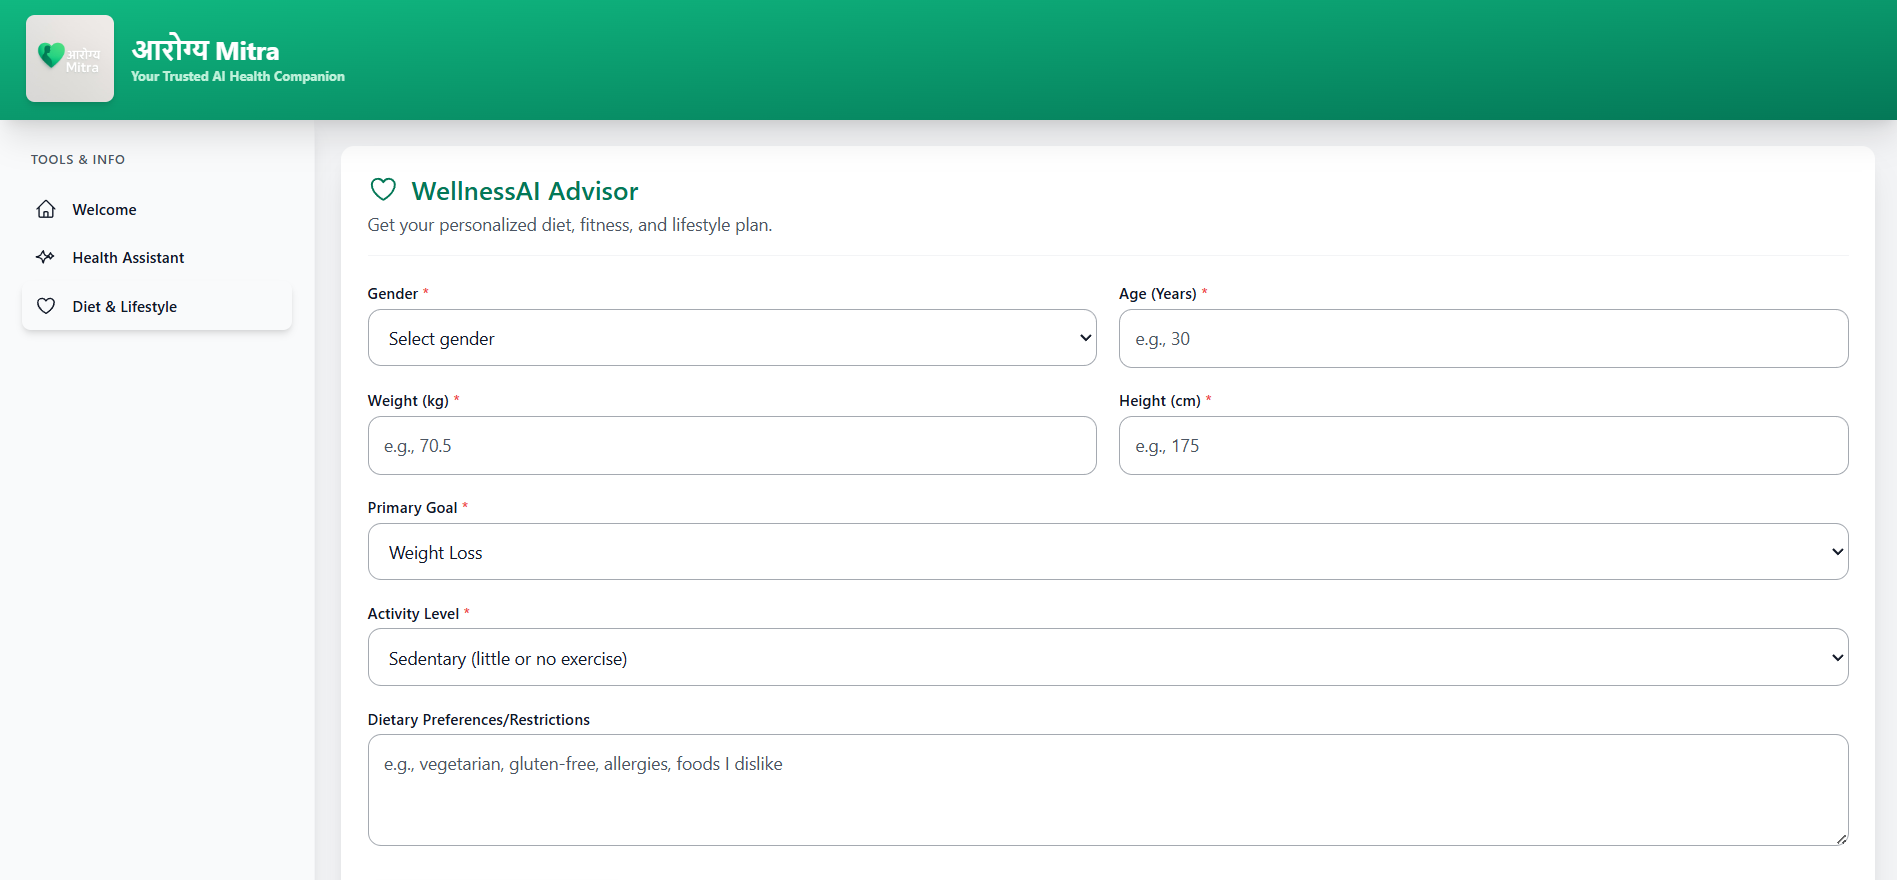 आरोग्य
Mitra
आरोग्य Mitra
Your Trusted AI Health Companion
TOOLS & INFO
Welcome
Health Assistant
Diet & Lifestyle
WellnessAI Advisor
Get your personalized diet, fitness, and lifestyle plan.
Gender *
Select gender
Age (Years) *
e.g., 30
Weight (kg) *
e.g., 70.5
Height (cm) *
e.g., 175
Primary Goal *
Weight Loss
Activity Level *
Sedentary (little or no exercise)
Dietary Preferences/Restrictions
e.g., vegetarian, gluten-free, allergies, foods I dislike